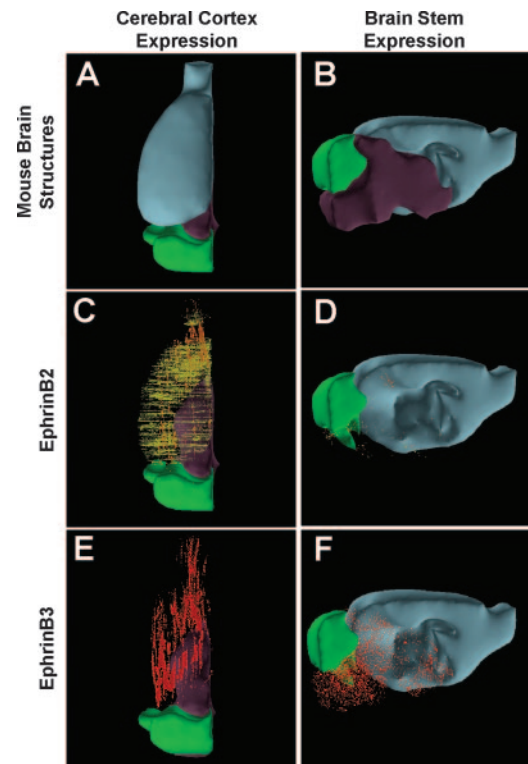 Cerebral Cortex
Expression
Brain Stem
Expression
Mouse Brain
Structures
A
B
EphrinB2
C
D
EphrinB3
E
F